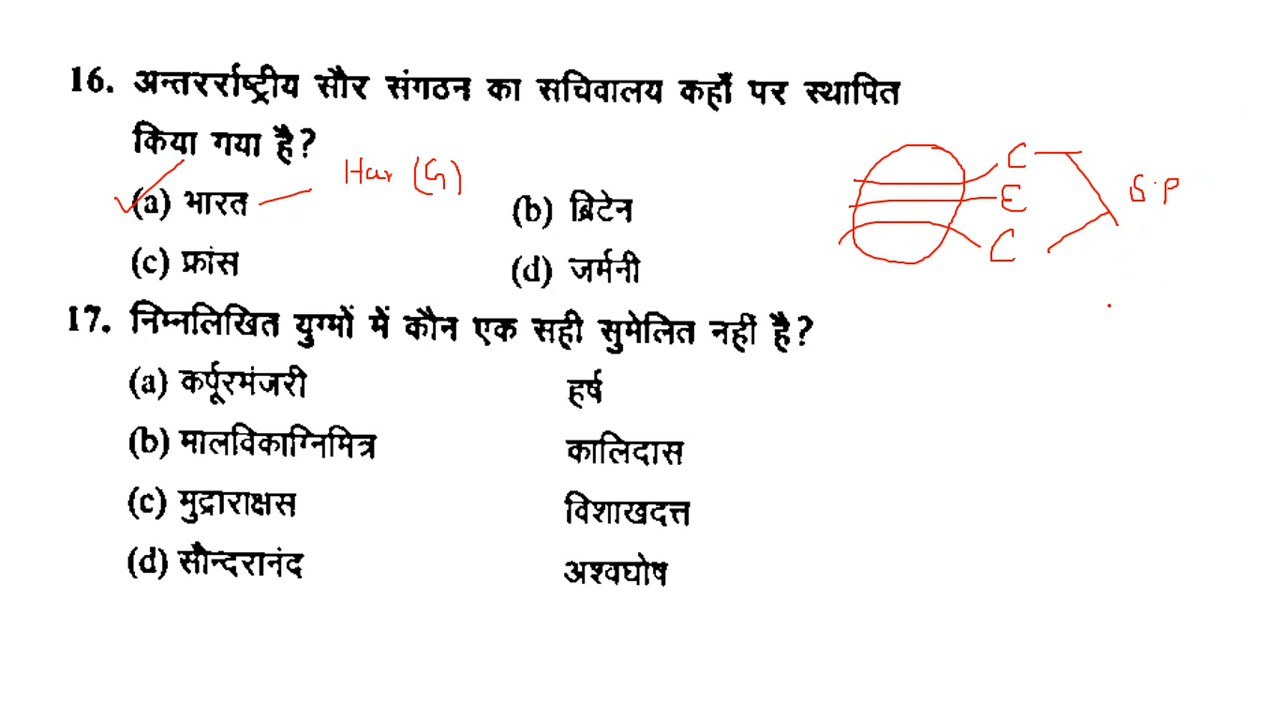 16. अन्तरर्राष्ट्रीय सौर संगठन का सचिवालय कहाँ पर स्थापित
किया गया है?
Har (G)
(a) भारत
(b) ब्रिटेन
(c) फ्रांस
(d) जर्मनी
C
E
C
S.P
17. निम्नलिखित युग्मों में कौन एक सही सुमेलित नहीं है?
(a) कर्पूरमंजरी हर्ष
(b) मालविकाग्निमित्र कालिदास
(c) मुद्राराक्षस विशाखदत्त
(d) सौन्दरानंद अश्वघोष